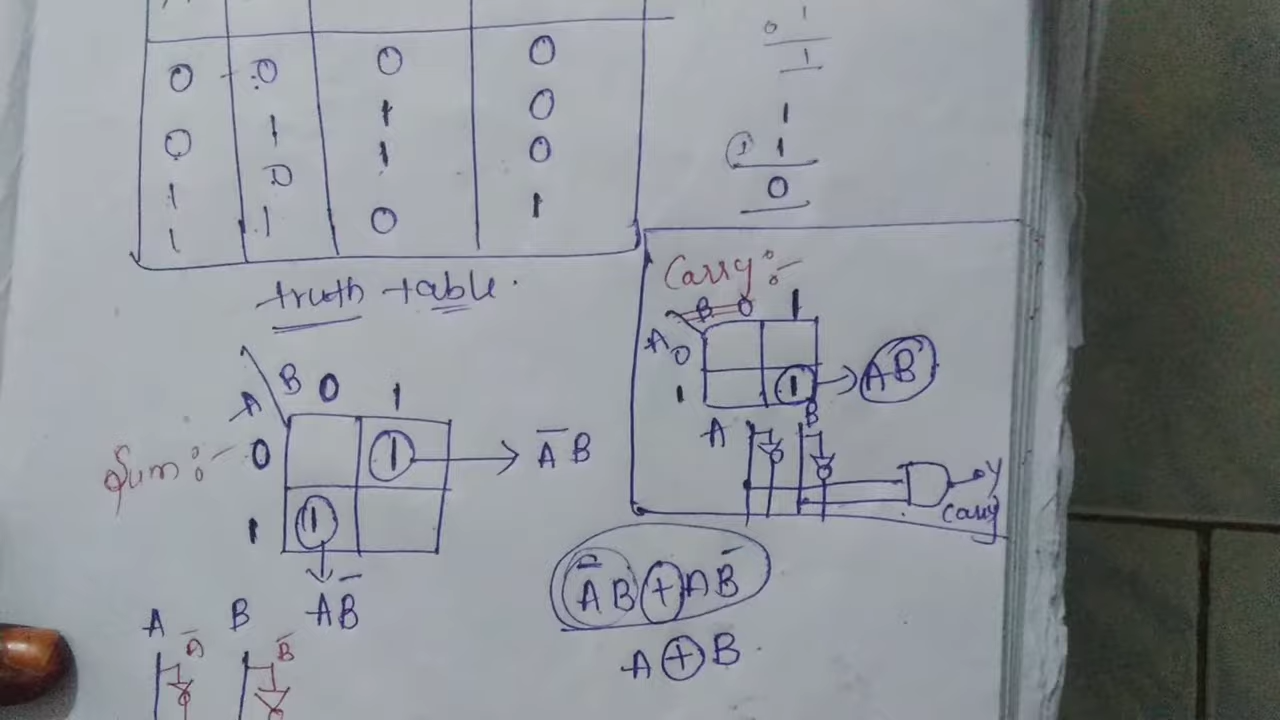 0 0 0 0
0 1 1 0
1 0 1 0
1 1 0 1
0 1
1
1
1 1
0
truth table.
Carry:-
B 0 1
A 0
1 1 → AB
A B
Y
Carry
B 0 1
A
Sum:- 0 1 → A̅B
1 1
AB̅
A̅B + AB̅
A ⊕ B.
A A̅ B B̅